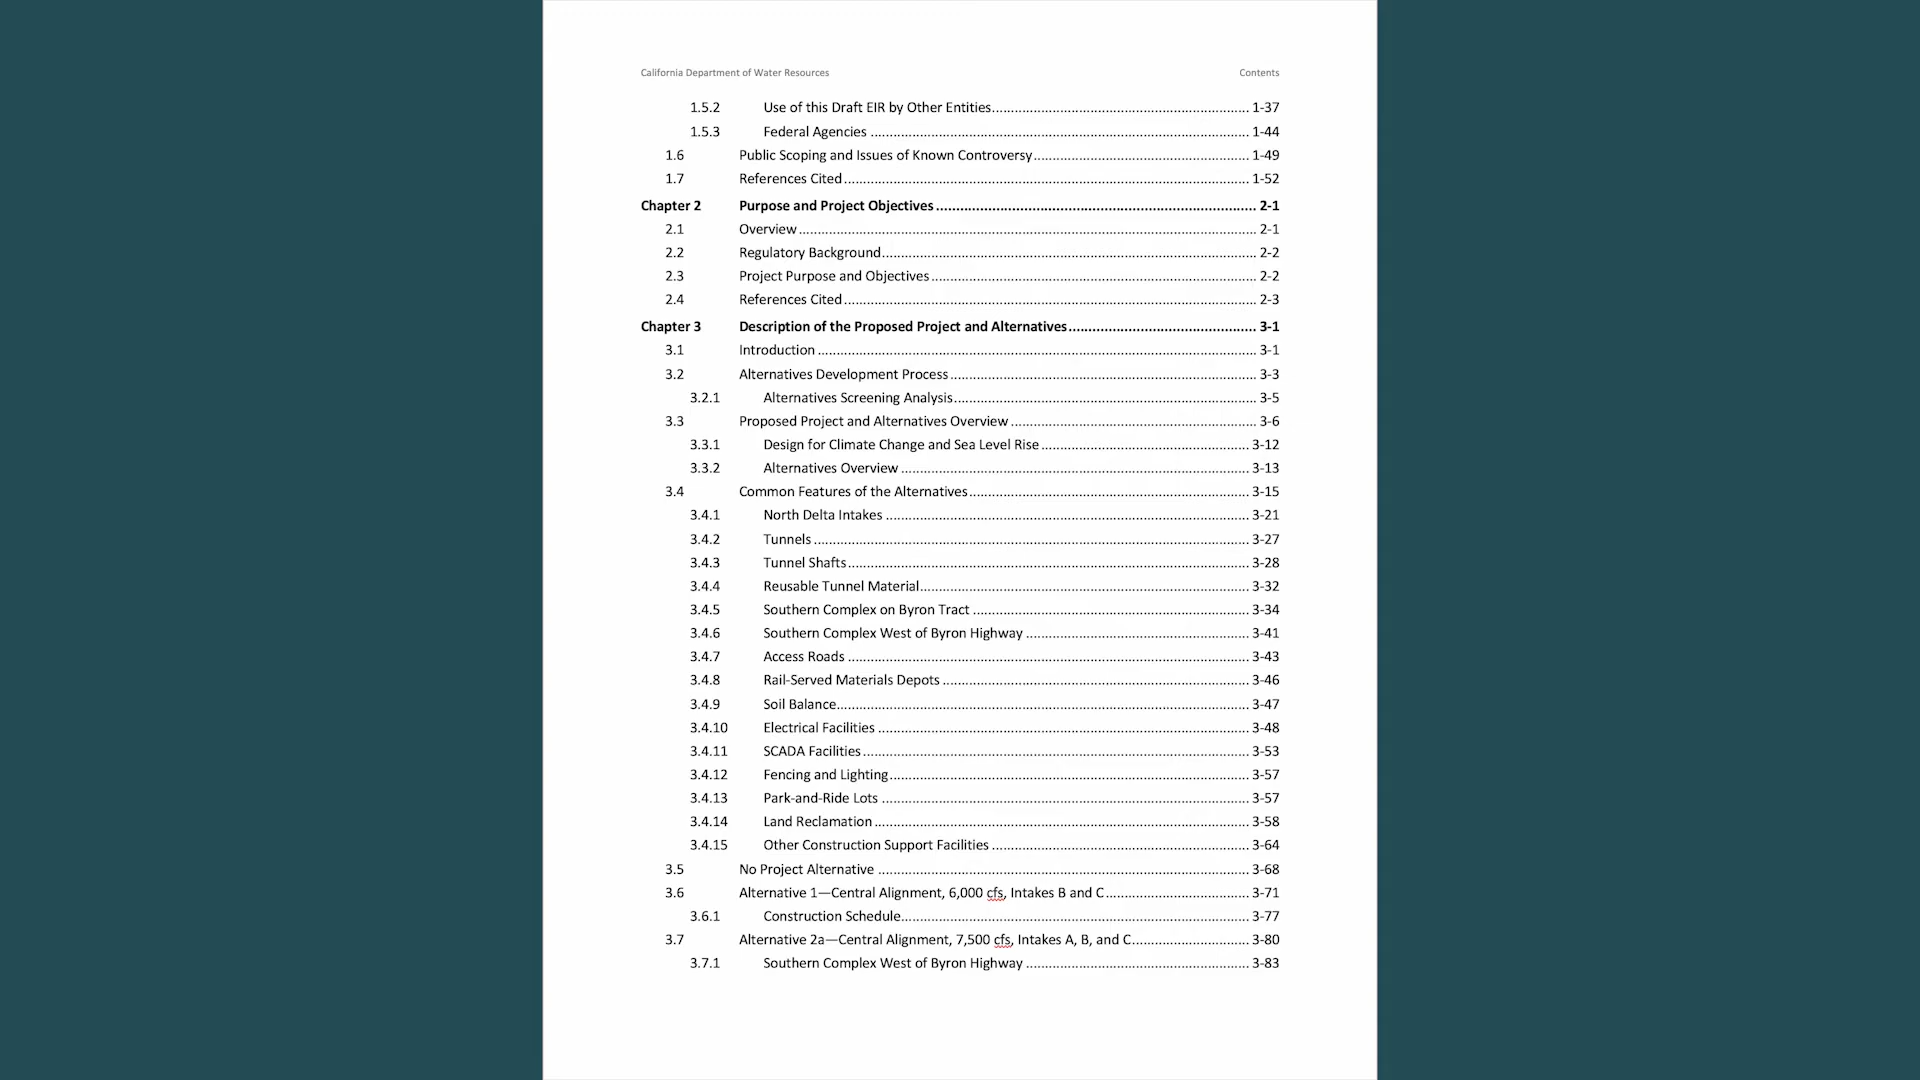 California Department of Water Resources Contents
1.5.2 Use of this Draft EIR by Other Entities 1-37
1.5.3 Federal Agencies 1-44
1.6 Public Scoping and Issues of Known Controversy 1-49
1.7 References Cited 1-52
Chapter 2 Purpose and Project Objectives 2-1
2.1 Overview 2-1
2.2 Regulatory Background 2-2
2.3 Project Purpose and Objectives 2-2
2.4 References Cited 2-3
Chapter 3 Description of the Proposed Project and Alternatives 3-1
3.1 Introduction 3-1
3.2 Alternatives Development Process 3-3
3.2.1 Alternatives Screening Analysis 3-5
3.3 Proposed Project and Alternatives Overview 3-6
3.3.1 Design for Climate Change and Sea Level Rise 3-12
3.3.2 Alternatives Overview 3-13
3.4 Common Features of the Alternatives 3-15
3.4.1 North Delta Intakes 3-21
3.4.2 Tunnels 3-27
3.4.3 Tunnel Shafts 3-28
3.4.4 Reusable Tunnel Material 3-32
3.4.5 Southern Complex on Byron Tract 3-34
3.4.6 Southern Complex West of Byron Highway 3-41
3.4.7 Access Roads 3-43
3.4.8 Rail-Served Materials Depots 3-46
3.4.9 Soil Balance 3-47
3.4.10 Electrical Facilities 3-48
3.4.11 SCADA Facilities 3-53
3.4.12 Fencing and Lighting 3-57
3.4.13 Park-and-Ride Lots 3-57
3.4.14 Land Reclamation 3-58
3.4.15 Other Construction Support Facilities 3-64
3.5 No Project Alternative 3-68
3.6 Alternative 1—Central Alignment, 6,000 cfs, Intakes B and C 3-71
3.6.1 Construction Schedule 3-77
3.7 Alternative 2a—Central Alignment, 7,500 cfs, Intakes A, B, and C 3-80
3.7.1 Southern Complex West of Byron Highway 3-83